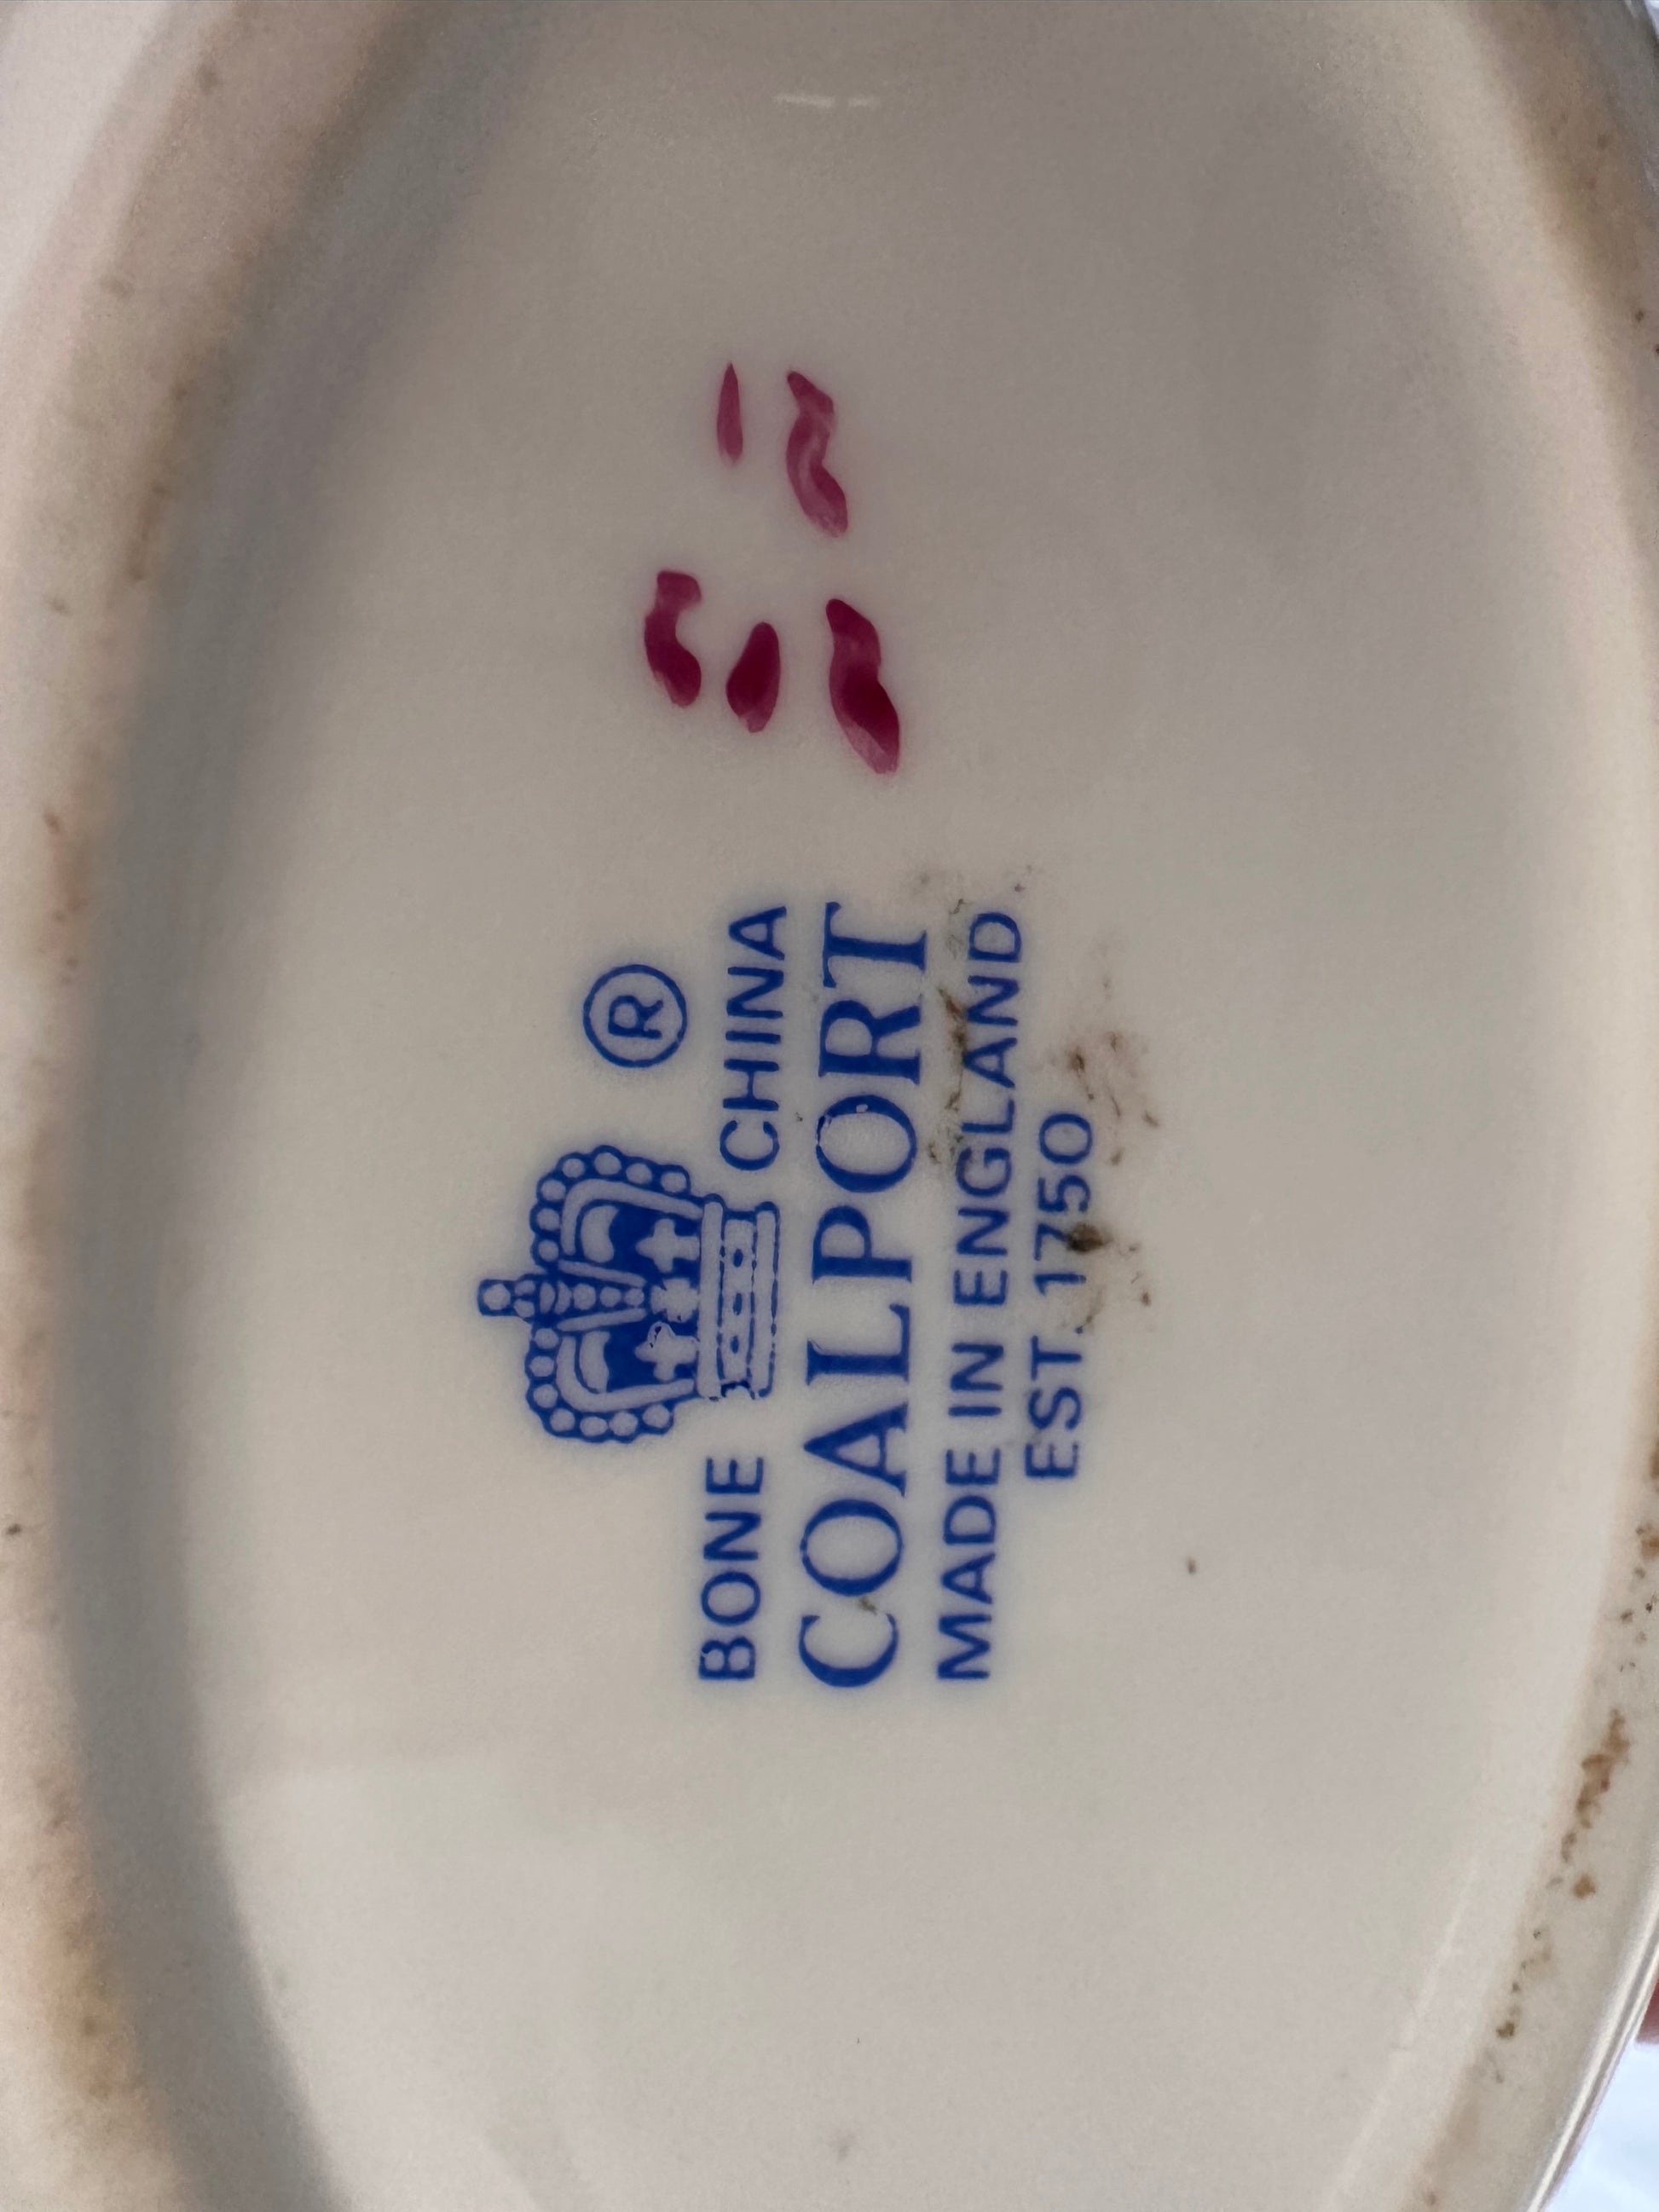 ®
BONE CHINA
COALPORT
MADE IN ENGLAND
EST. 1750